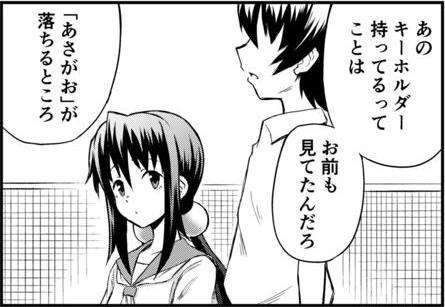 あの
キーホルダー
持ってるって
ことは
お前も
見てたんだろ
「あさがお」が
落ちるところ